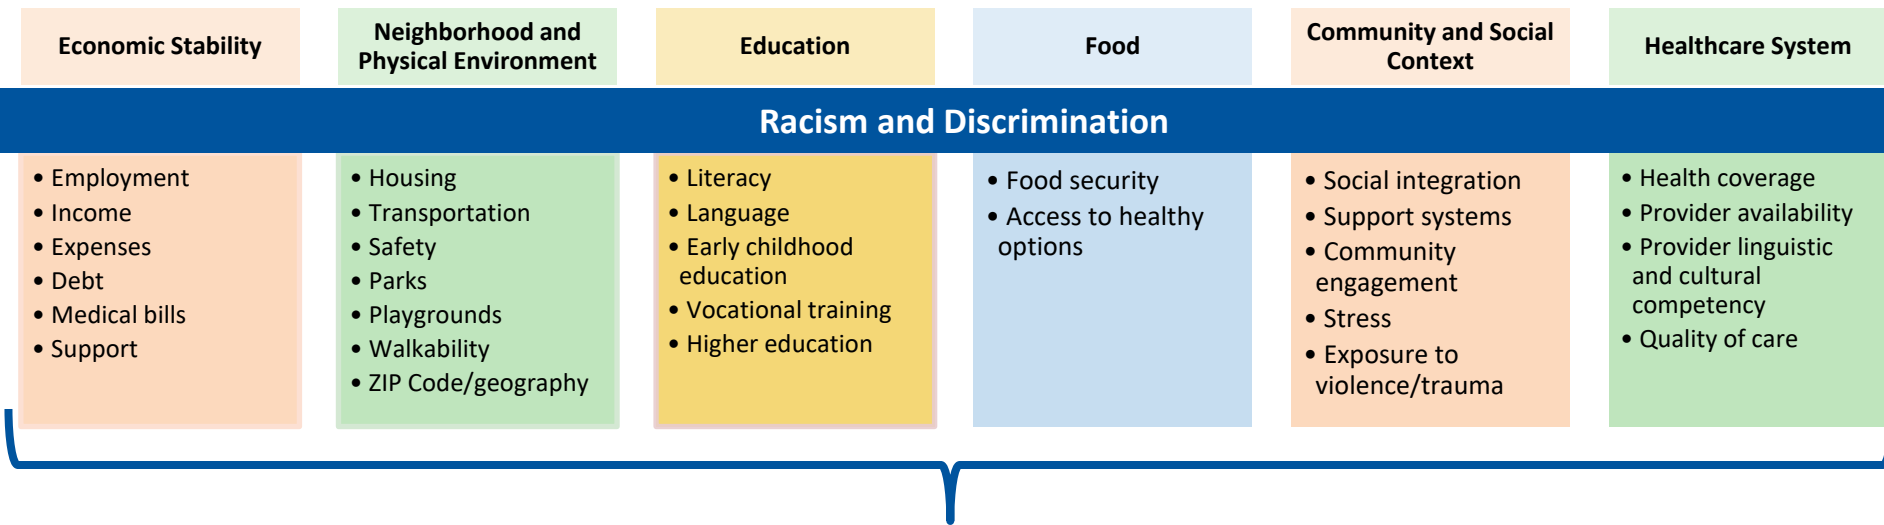 Economic Stability
Neighborhood and
Physical Environment
Education
Food
Community and Social
Context
Healthcare System
Racism and Discrimination
• Employment
• Income
• Expenses
• Debt
• Medical bills
• Support
• Housing
• Transportation
• Safety
• Parks
• Playgrounds
• Walkability
• ZIP Code/geography
• Literacy
• Language
• Early childhood
education
• Vocational training
• Higher education
• Food security
• Access to healthy
options
• Social integration
• Support systems
• Community
engagement
• Stress
• Exposure to
violence/trauma
• Health coverage
• Provider availability
• Provider linguistic
and cultural
competency
• Quality of care